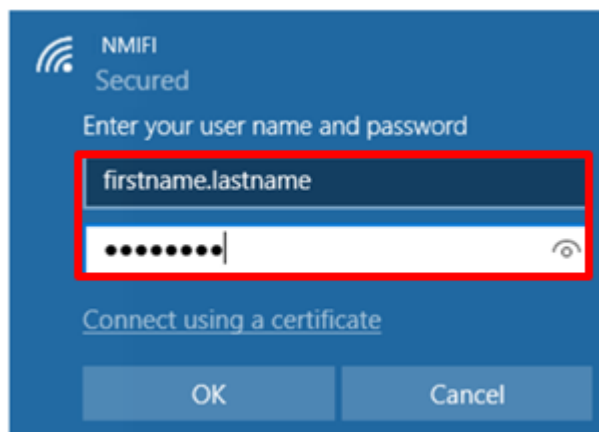 NMIFI
Secured
Enter your user name and password
firstname.lastname
••••••••
Connect using a certificate
OK
Cancel